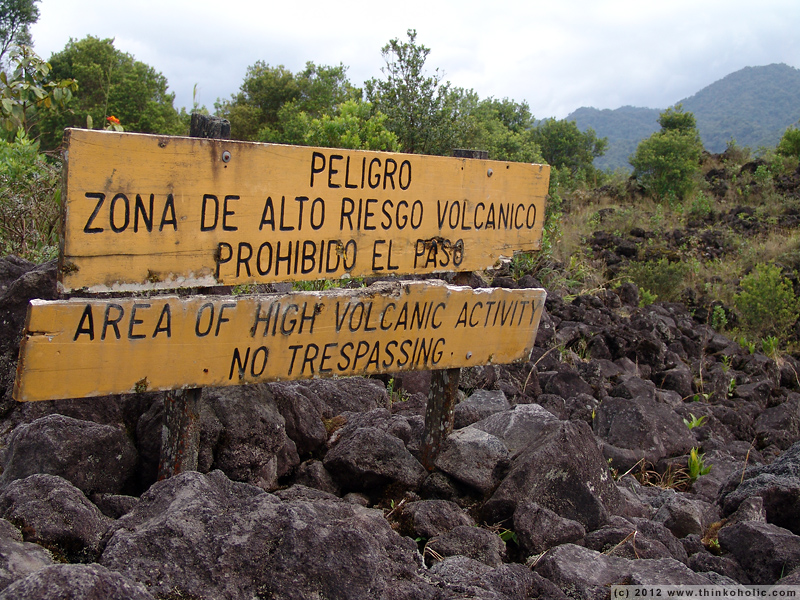 PELIGRO
ZONA DE ALTO RIESGO VOLCANICO
PROHIBIDO EL PASO
AREA OF HIGH VOLCANIC ACTIVITY
NO TRESPASSING.
(c) 2012 www.thinkoholic.com